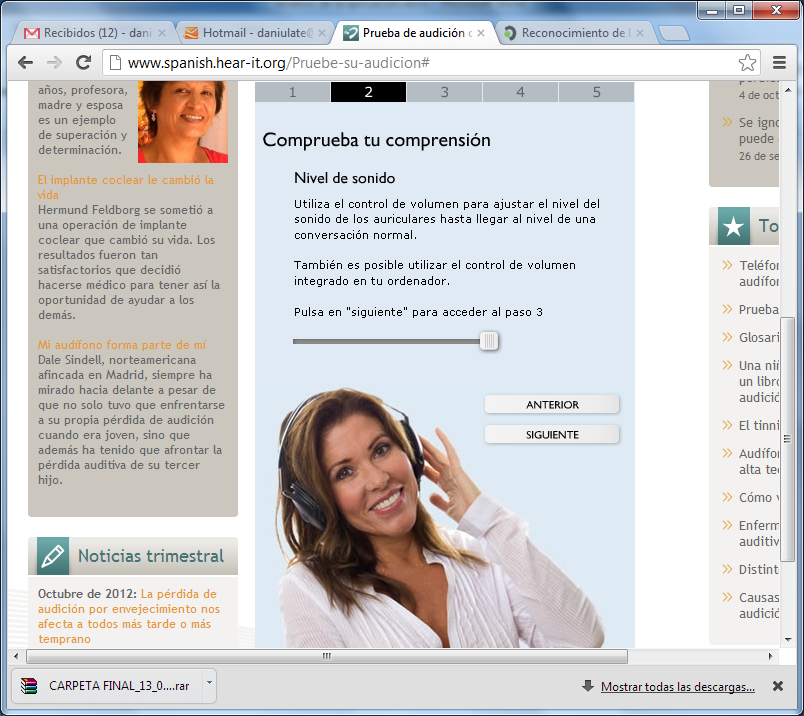 Recibidos (12) - dani
Hotmail - daniulate@
Prueba de audición
Reconocimiento de
www.spanish.hear-it.org/Pruebe-su-audicion#
años, profesora,
madre y esposa
es un ejemplo
de superación y
determinación.
El implante coclear le cambió la
vida
Hermund Feldborg se sometió a
una operación de implante
coclear que cambió su vida. Los
resultados fueron tan
satisfactorios que decidió
hacerse médico para tener así la
oportunidad de ayudar a los
demás.
Mi audífono forma parte de mí
Dale Sindell, norteamericana
afincada en Madrid, siempre ha
mirado hacia delante a pesar de
que no solo tuvo que enfrentarse
a su propia pérdida de audición
cuando era joven, sino que
además ha tenido que afrontar la
pérdida auditiva de su tercer
hijo.
Noticias trimestral
Octubre de 2012: La pérdida de
audición por envejecimiento nos
afecta a todos más tarde o más
temprano
1 2 3 4 5
Comprueba tu comprensión
Nivel de sonido
Utiliza el control de volumen para ajustar el nivel del
sonido de los auriculares hasta llegar al nivel de una
conversación normal.
También es posible utilizar el control de volumen
integrado en tu ordenador.
Pulsa en "siguiente" para acceder al paso 3
ANTERIOR
SIGUIENTE
4 de oct
Se ign
puede
26 de se
To
Teléfor
audífor
Prueba
Glosari
Una niñ
un libro
audició
El tinni
Audífor
alta tec
Cómo v
Enferm
auditiv
Distint
Causas
audició
CARPETA FINAL_13_0....rar
Mostrar todas las descargas...